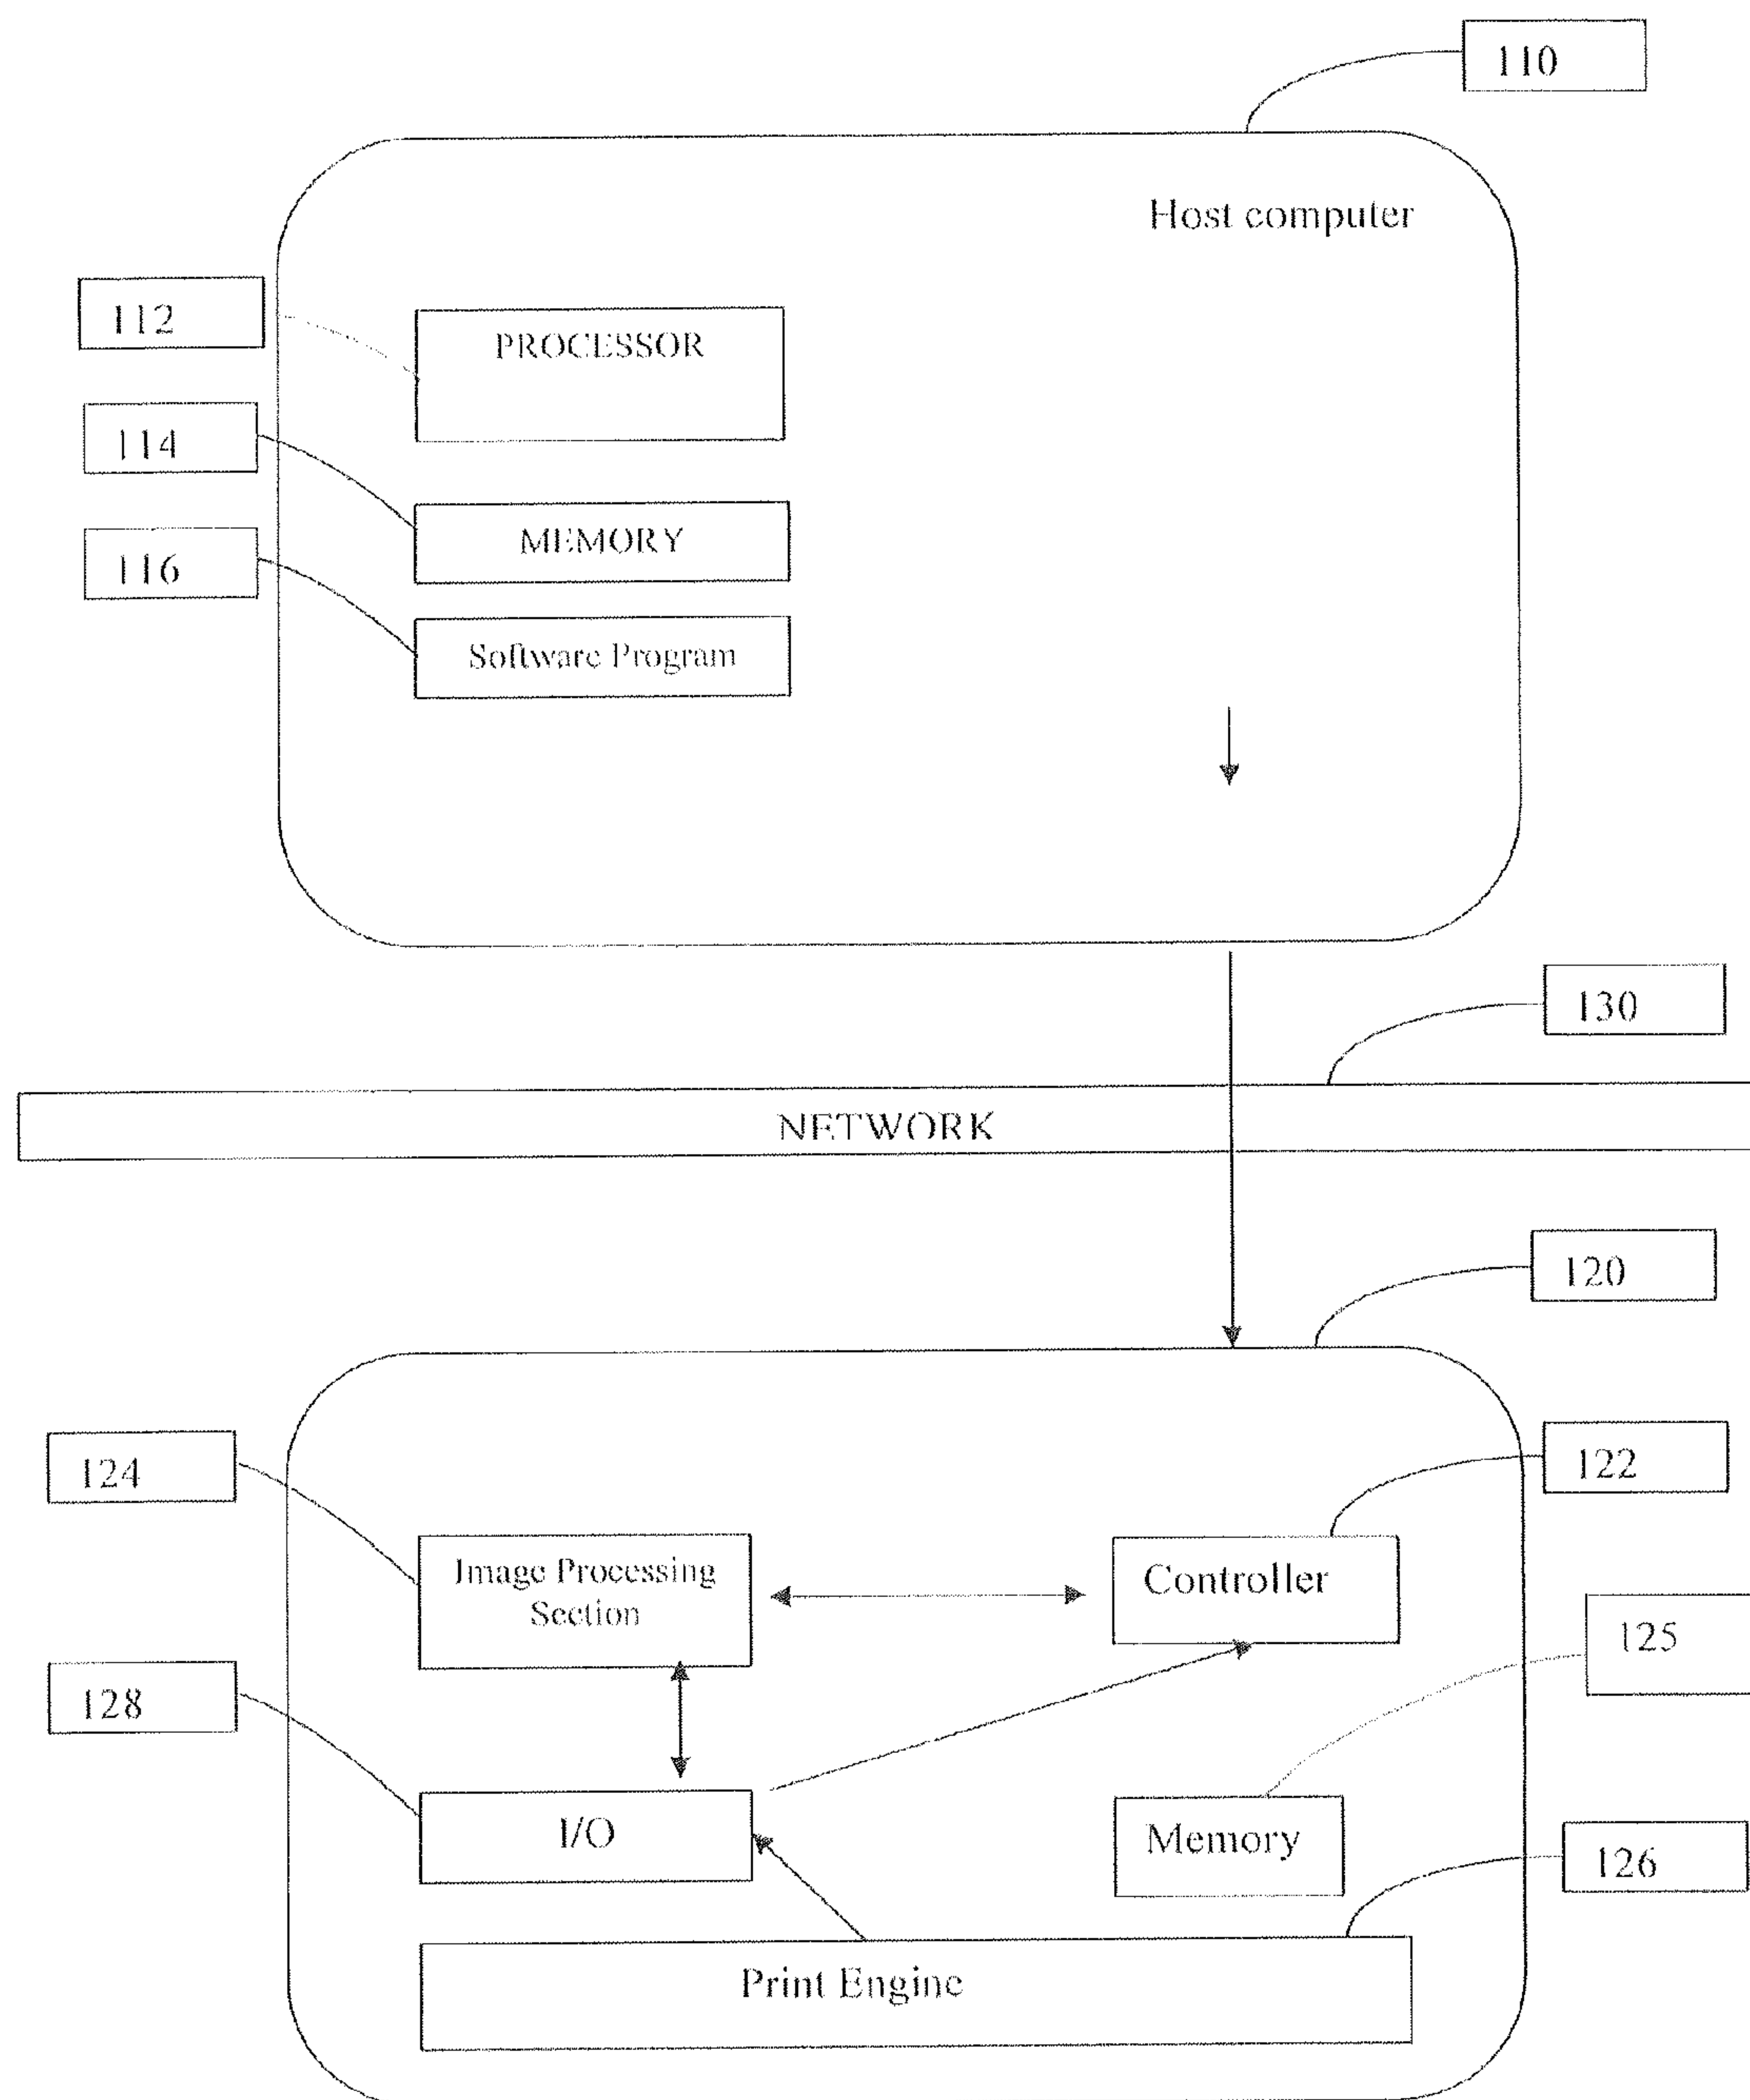 110
Host computer
112
PROCESSOR
114
MEMORY
116
Software Program
130
NETWORK
120
124
122
Image Processing
Section
Controller
125
128
I/O
Memory
126
Print Engine